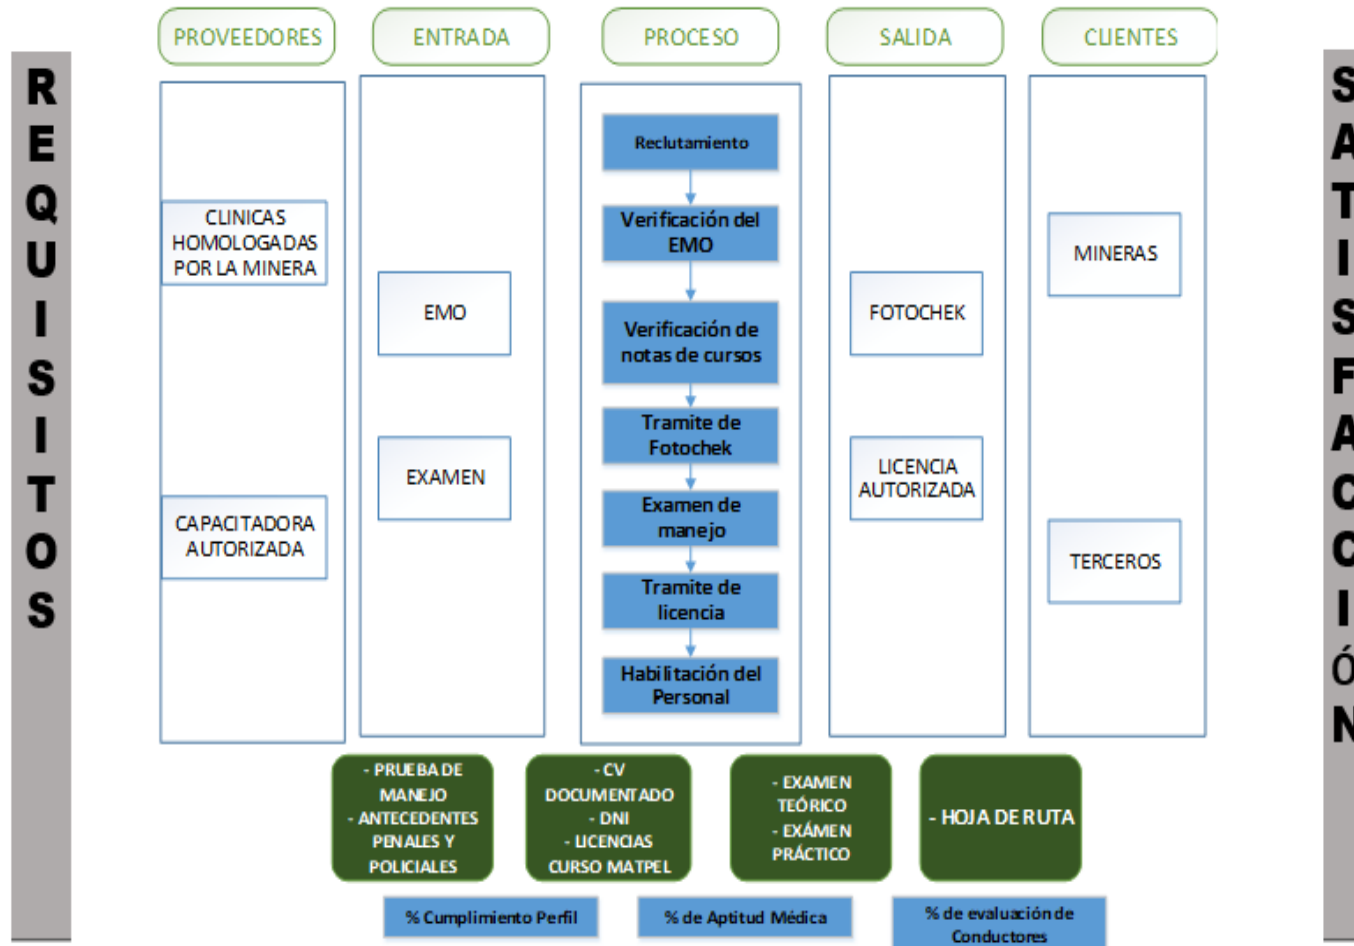 PROVEEDORES
ENTRADA
PROCESO
SALIDA
CLIENTES
R
E
Q
U
I
S
I
T
O
S
CLINICAS
HOMOLOGADAS
POR LA MINERA
CAPACITADORA
AUTORIZADA
EMO
EXAMEN
Reclutamiento
Verificación del
EMO
Verificación de
notas de cursos
Tramite de
Fotochek
Examen de
manejo
Tramite de
licencia
Habilitación del
Personal
FOTOCHEK
LICENCIA
AUTORIZADA
MINERAS
TERCEROS
S
A
T
I
S
F
A
C
C
I
Ó
N
- PRUEBA DE
MANEJO
- ANTECEDENTES
PENALES Y
POLICIALES
- CV
DOCUMENTADO
- DNI
- LICENCIAS
CURSO MATPEL
- EXAMEN
TEÓRICO
- EXÁMEN
PRÁCTICO
- HOJA DE RUTA
% Cumplimiento Perfil
% de Aptitud Médica
% de evaluación de
Conductores